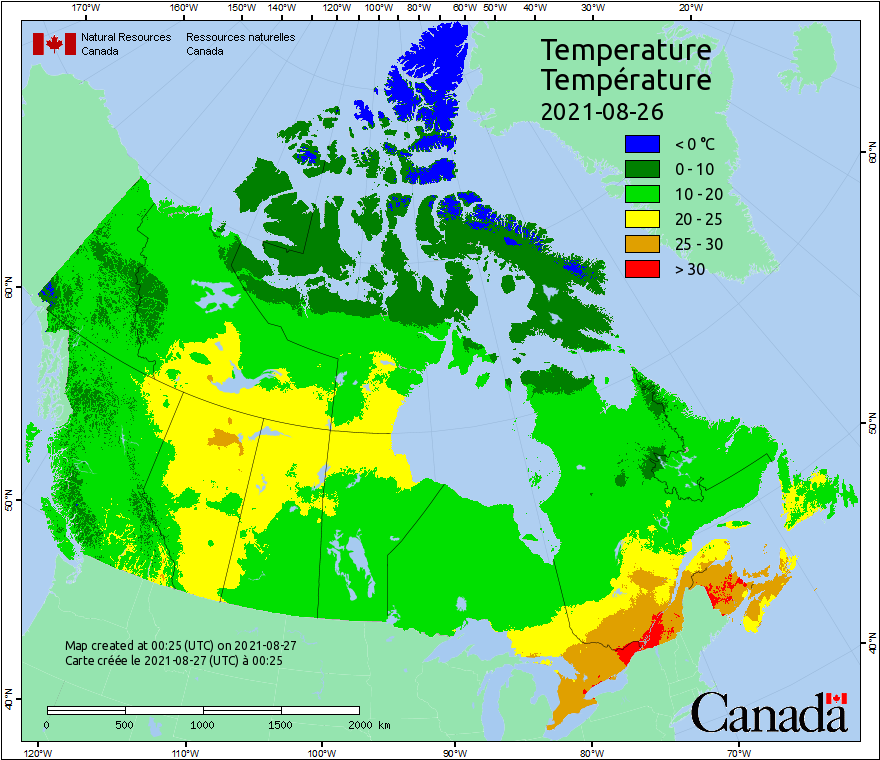 170°W 160°W 150°W 140°W 130°W 120°W 110°W 100°W 90°W 80°W 60°W 50°W 40°W 30°W 20°W
Natural Resources Ressources naturelles
Canada Canada
Temperature
Température
2021-08-26
< 0 °C
0 - 10
10 - 20
20 - 25
25 - 30
> 30
60°N
60°N
50°N
50°N
40°N
40°N
Map created at 00:25 (UTC) on 2021-08-27
Carte créée le 2021-08-27 (UTC) à 00:25
0 500 1000 1500 2000 km
Canada
120°W 110°W 100°W 90°W 80°W 70°W